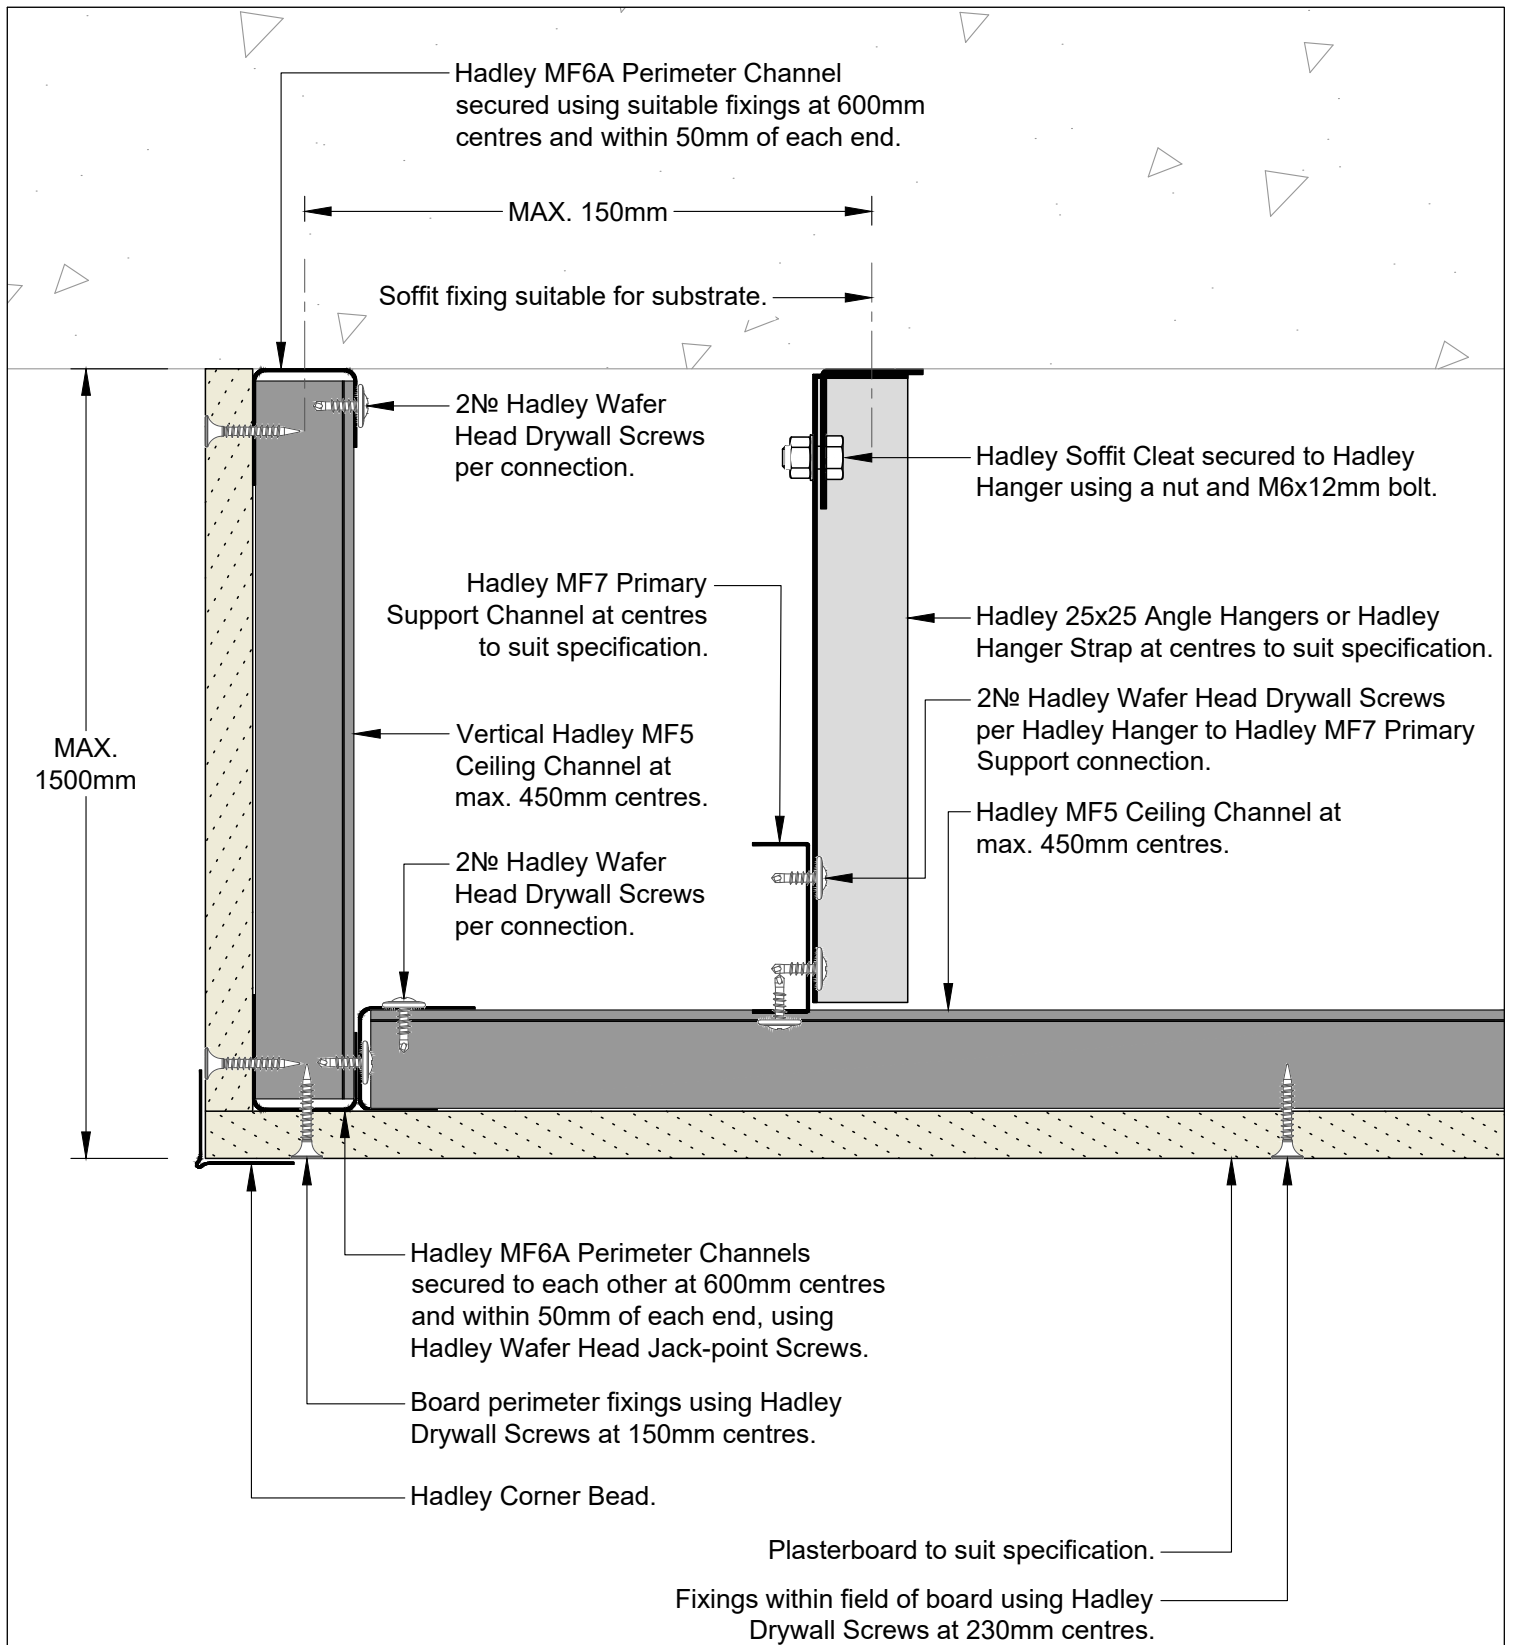 Hadley MF6A Perimeter Channel
secured using suitable fixings at 600mm
centres and within 50mm of each end.
MAX. 150mm
Soffit fixing suitable for substrate.
2№ Hadley Wafer
Head Drywall Screws
per connection.
Hadley Soffit Cleat secured to Hadley
Hanger using a nut and M6x12mm bolt.
Hadley MF7 Primary
Support Channel at centres
to suit specification.
Hadley 25x25 Angle Hangers or Hadley
Hanger Strap at centres to suit specification.
2№ Hadley Wafer Head Drywall Screws
per Hadley Hanger to Hadley MF7 Primary
Support connection.
MAX.
1500mm
Vertical Hadley MF5
Ceiling Channel at
max. 450mm centres.
Hadley MF5 Ceiling Channel at
max. 450mm centres.
2№ Hadley Wafer
Head Drywall Screws
per connection.
Hadley MF6A Perimeter Channels
secured to each other at 600mm centres
and within 50mm of each end, using
Hadley Wafer Head Jack-point Screws.
Board perimeter fixings using Hadley
Drywall Screws at 150mm centres.
Hadley Corner Bead.
Plasterboard to suit specification.
Fixings within field of board using Hadley
Drywall Screws at 230mm centres.